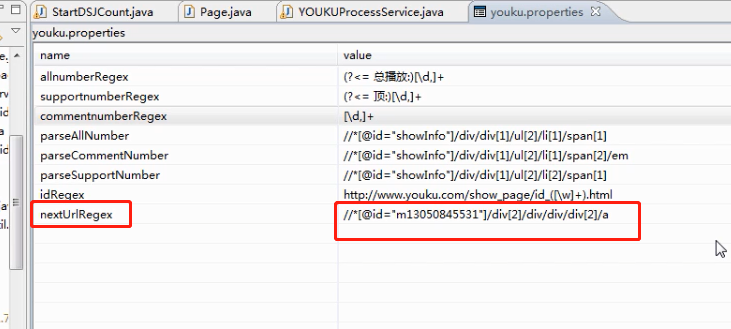 StartDSJCount.java Page.java YOUKUProcessService.java youku.properties
youku.properties
name value
allnumberRegex (?<= 总播放:)[\d,]+
supportnumberRegex (?<= 顶:)[\d,]+
commentnumberRegex [\d,]+
parseAllNumber //*[@id="showInfo"]/div/div[1]/ul[2]/li[1]/span[1]
parseCommentNumber //*[@id="showInfo"]/div/div[1]/ul[2]/li[1]/span[2]/em
parseSupportNumber //*[@id="showInfo"]/div/div[1]/ul[2]/li[2]/span[1]
idRegex http://www.youku.com/show_page/id_([\w]+).html
nextUrlRegex //*[@id="m13050845531"]/div[2]/div/div/div[2]/a